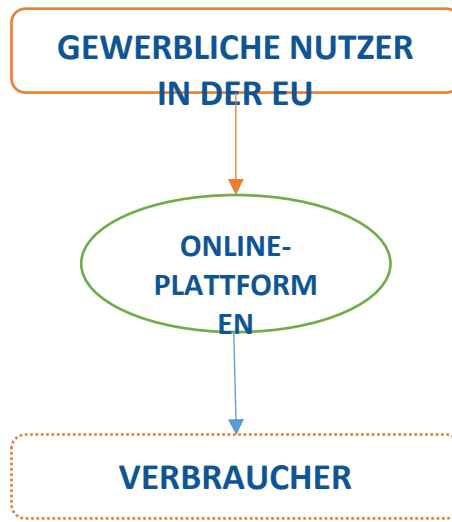 GEWERBLICHE NUTZER
IN DER EU
ONLINE-
PLATTFORM
EN
VERBRAUCHER